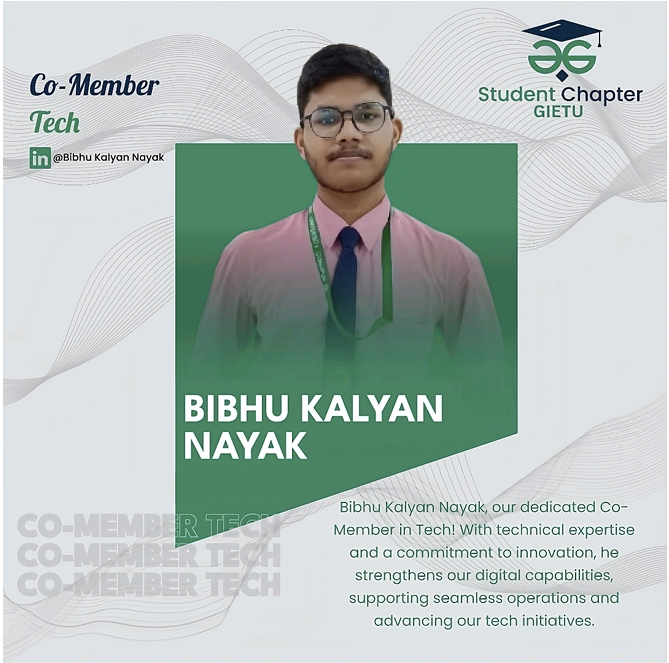 Co-Member
Tech
in @Bibhu Kalyan Nayak
Student Chapter
GIETU
BIBHU KALYAN
NAYAK
CO-MEMBER TECH
CO-MEMBER TECH
CO-MEMBER TECH
Bibhu Kalyan Nayak, our dedicated Co-
Member in Tech! With technical expertise
and a commitment to innovation, he
strengthens our digital capabilities,
supporting seamless operations and
advancing our tech initiatives.